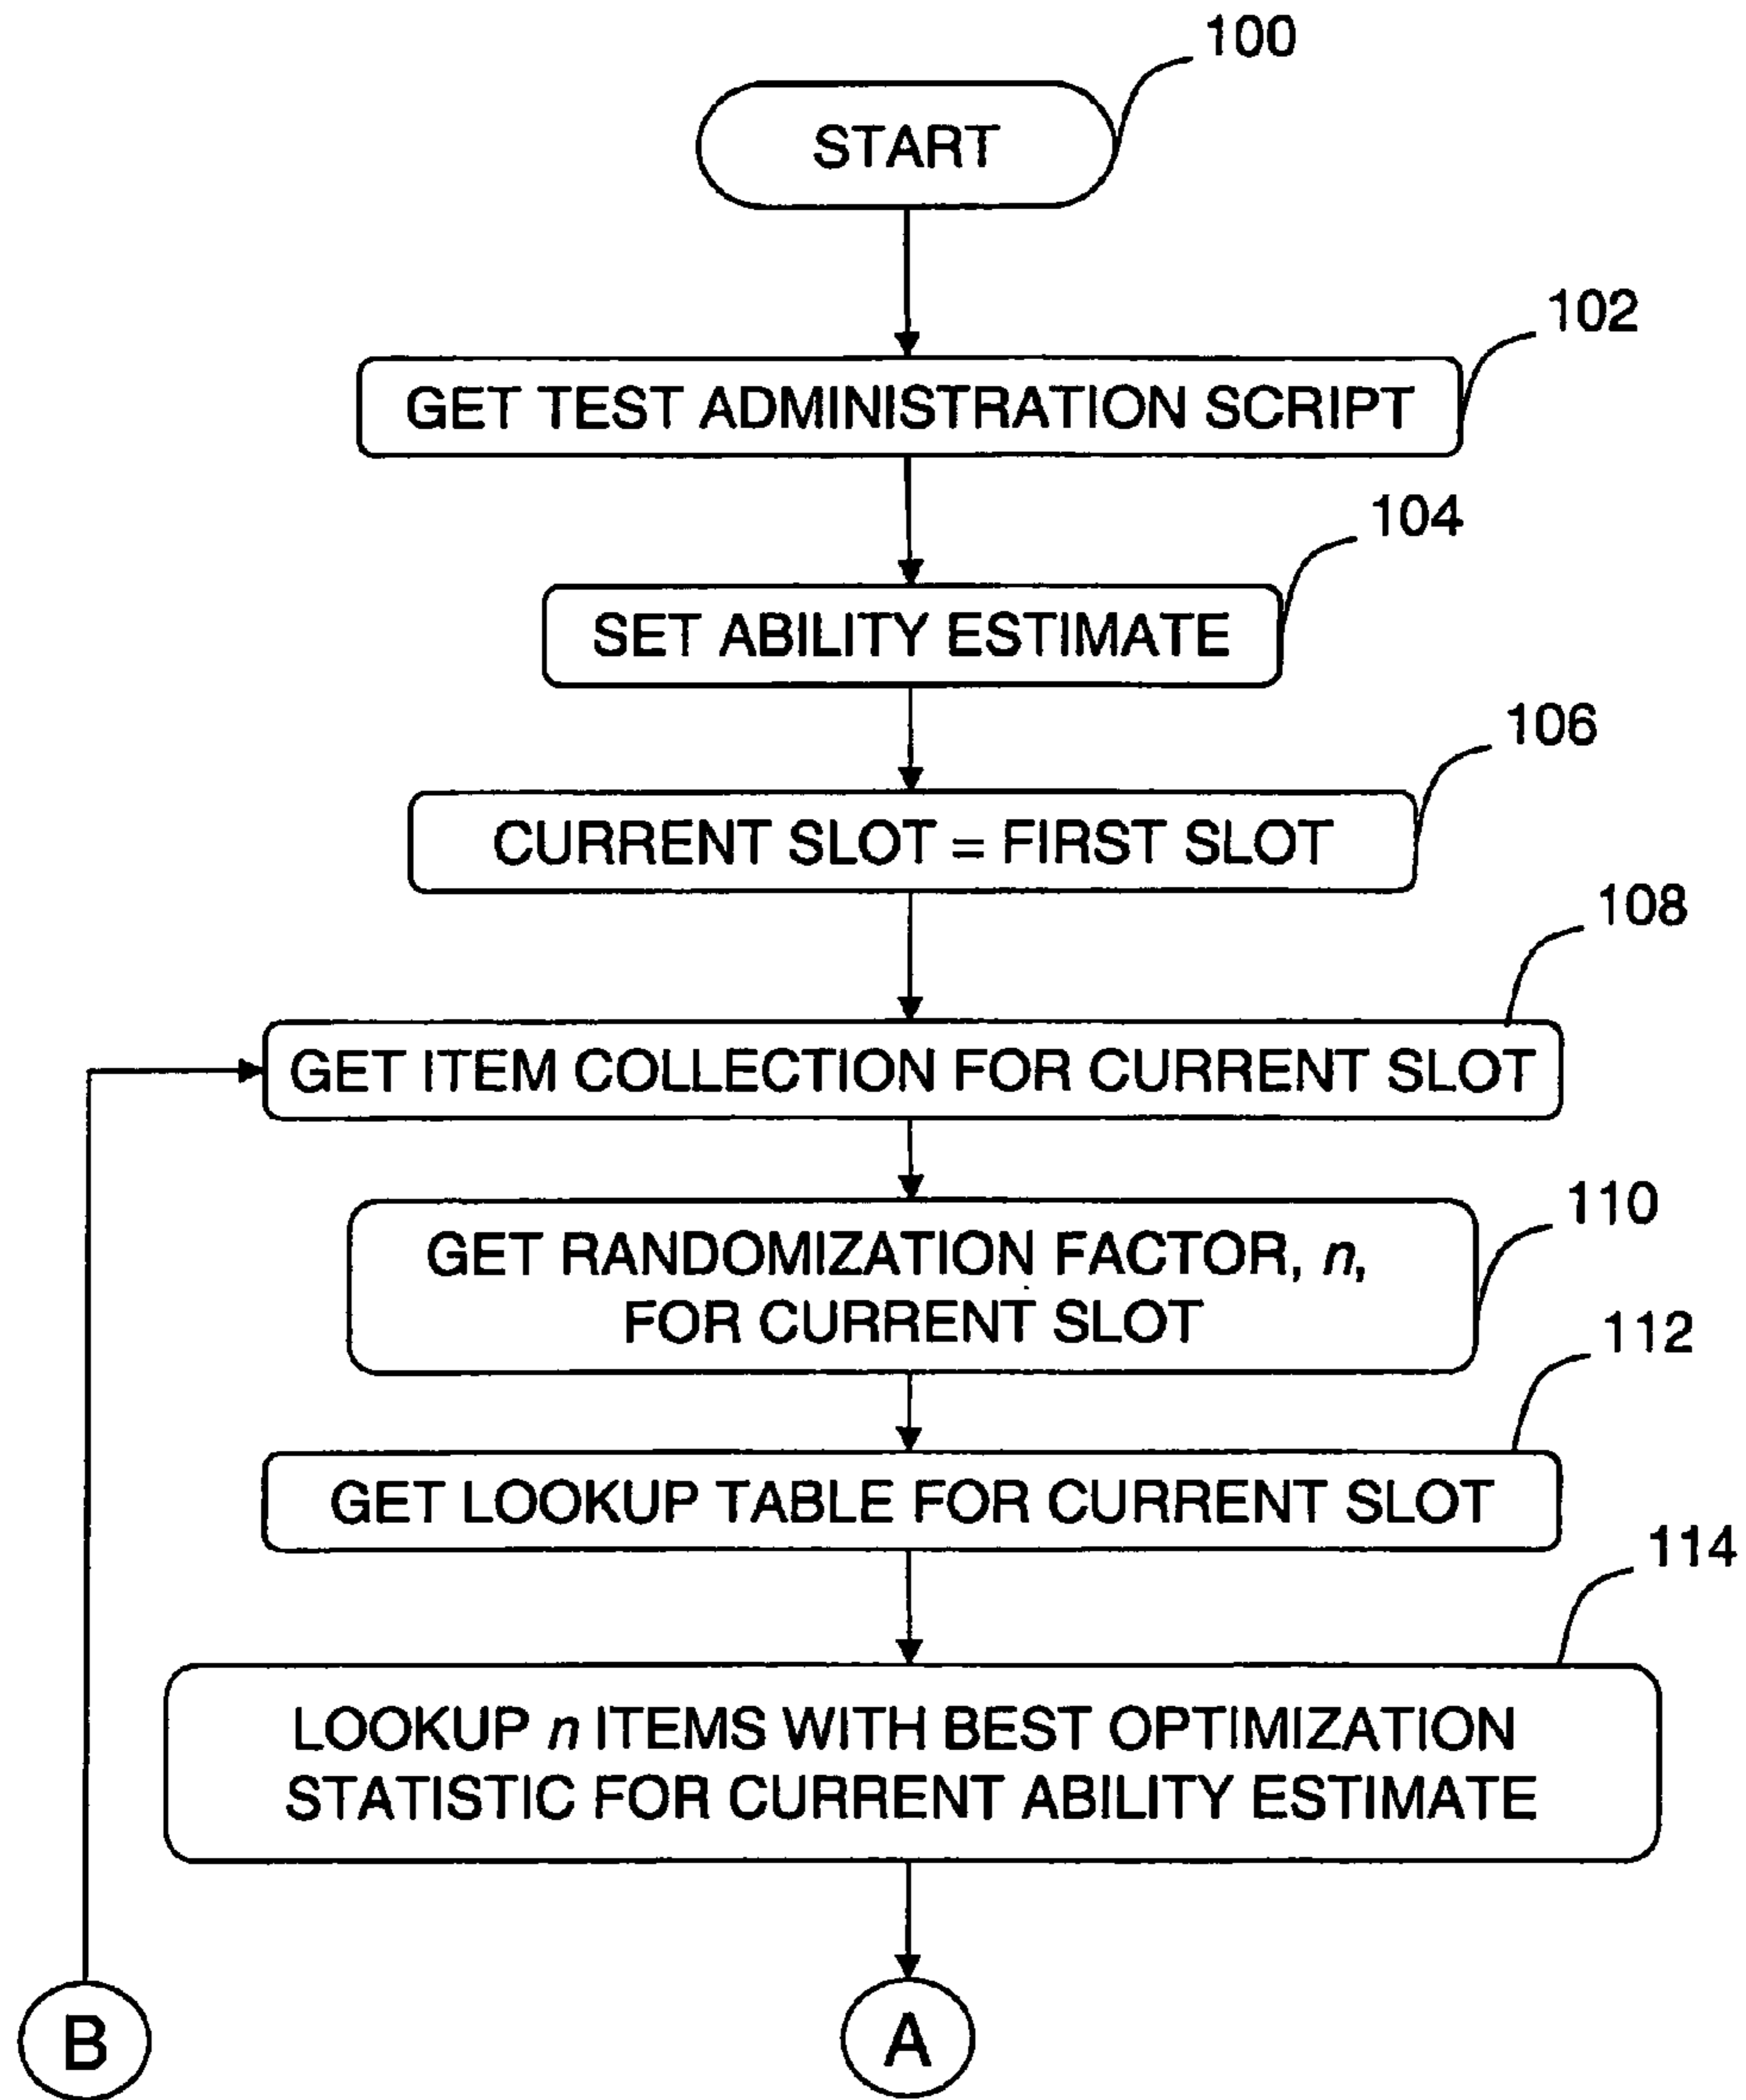 100
START
102
GET TEST ADMINISTRATION SCRIPT
104
SET ABILITY ESTIMATE
106
CURRENT SLOT = FIRST SLOT
108
GET ITEM COLLECTION FOR CURRENT SLOT
110
GET RANDOMIZATION FACTOR, n,
FOR CURRENT SLOT
112
GET LOOKUP TABLE FOR CURRENT SLOT
114
LOOKUP n ITEMS WITH BEST OPTIMIZATION
STATISTIC FOR CURRENT ABILITY ESTIMATE
B
A